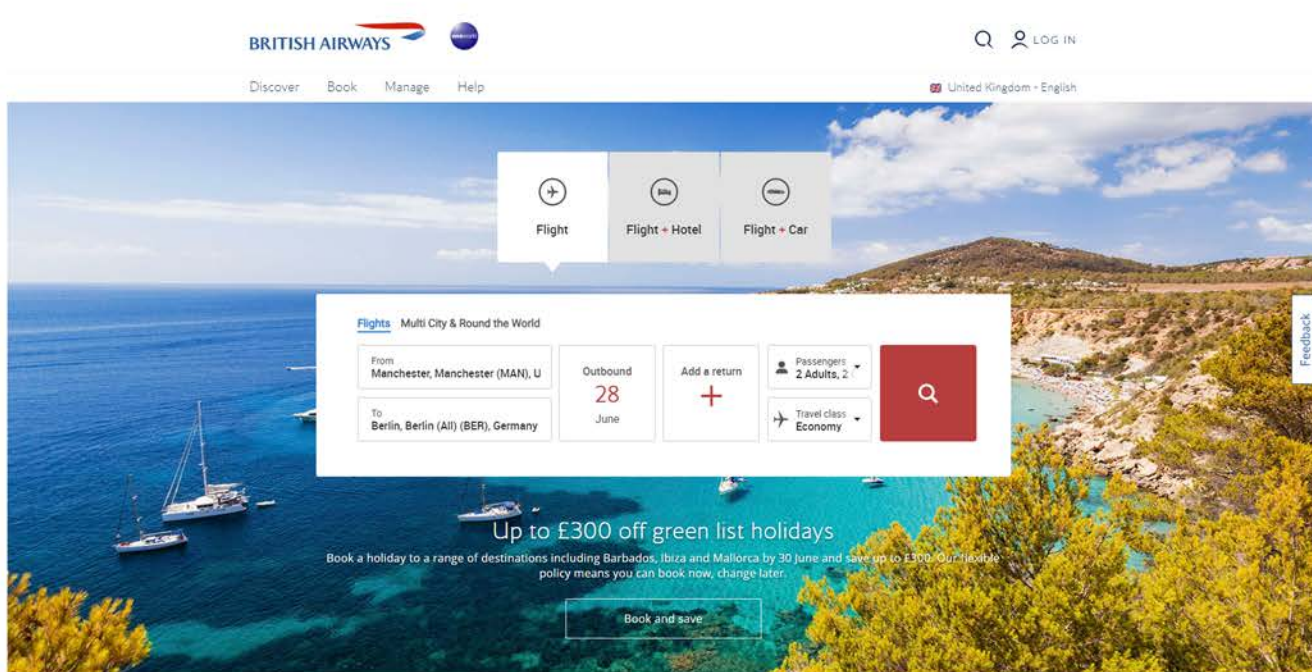 BRITISH AIRWAYS
oneworld
LOG IN
Discover Book Manage Help
United Kingdom - English
Flight
Flight + Hotel
Flight + Car
Flights Multi City & Round the World
From
Manchester, Manchester (MAN), U
To
Berlin, Berlin (All) (BER), Germany
Outbound
28
June
Add a return
Passengers
2 Adults, 2
Travel class
Economy
Feedback
Up to £300 off green list holidays
Book a holiday to a range of destinations including Barbados, Ibiza and Mallorca by 30 June and save up to £300. Our flexible
policy means you can book now, change later.
Book and save